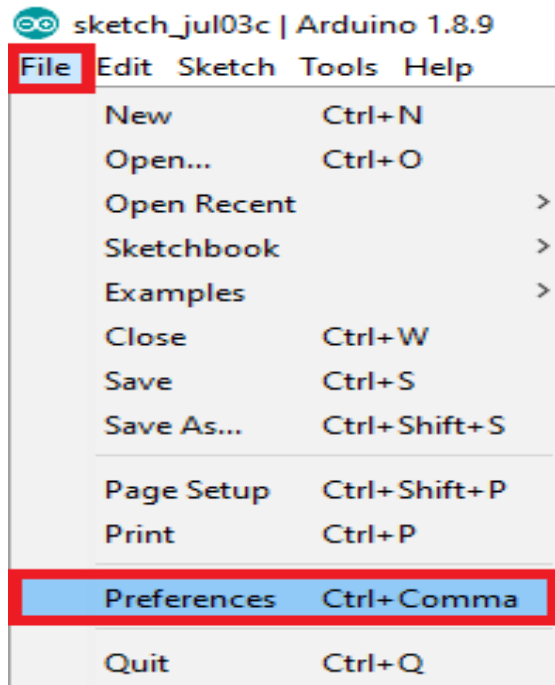 sketch_jul03c | Arduino 1.8.9
File Edit Sketch Tools Help
New Ctrl+N
Open... Ctrl+O
Open Recent >
Sketchbook >
Examples >
Close Ctrl+W
Save Ctrl+S
Save As... Ctrl+Shift+S
Page Setup Ctrl+Shift+P
Print Ctrl+P
Preferences Ctrl+Comma
Quit Ctrl+Q